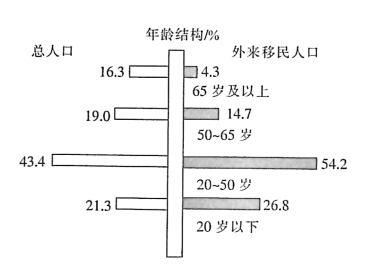 年龄结构/%
总人口 外来移民人口
16.3 4.3
65 岁及以上
19.0 14.7
50~65 岁
43.4 54.2
20~50 岁
21.3 26.8
20 岁以下